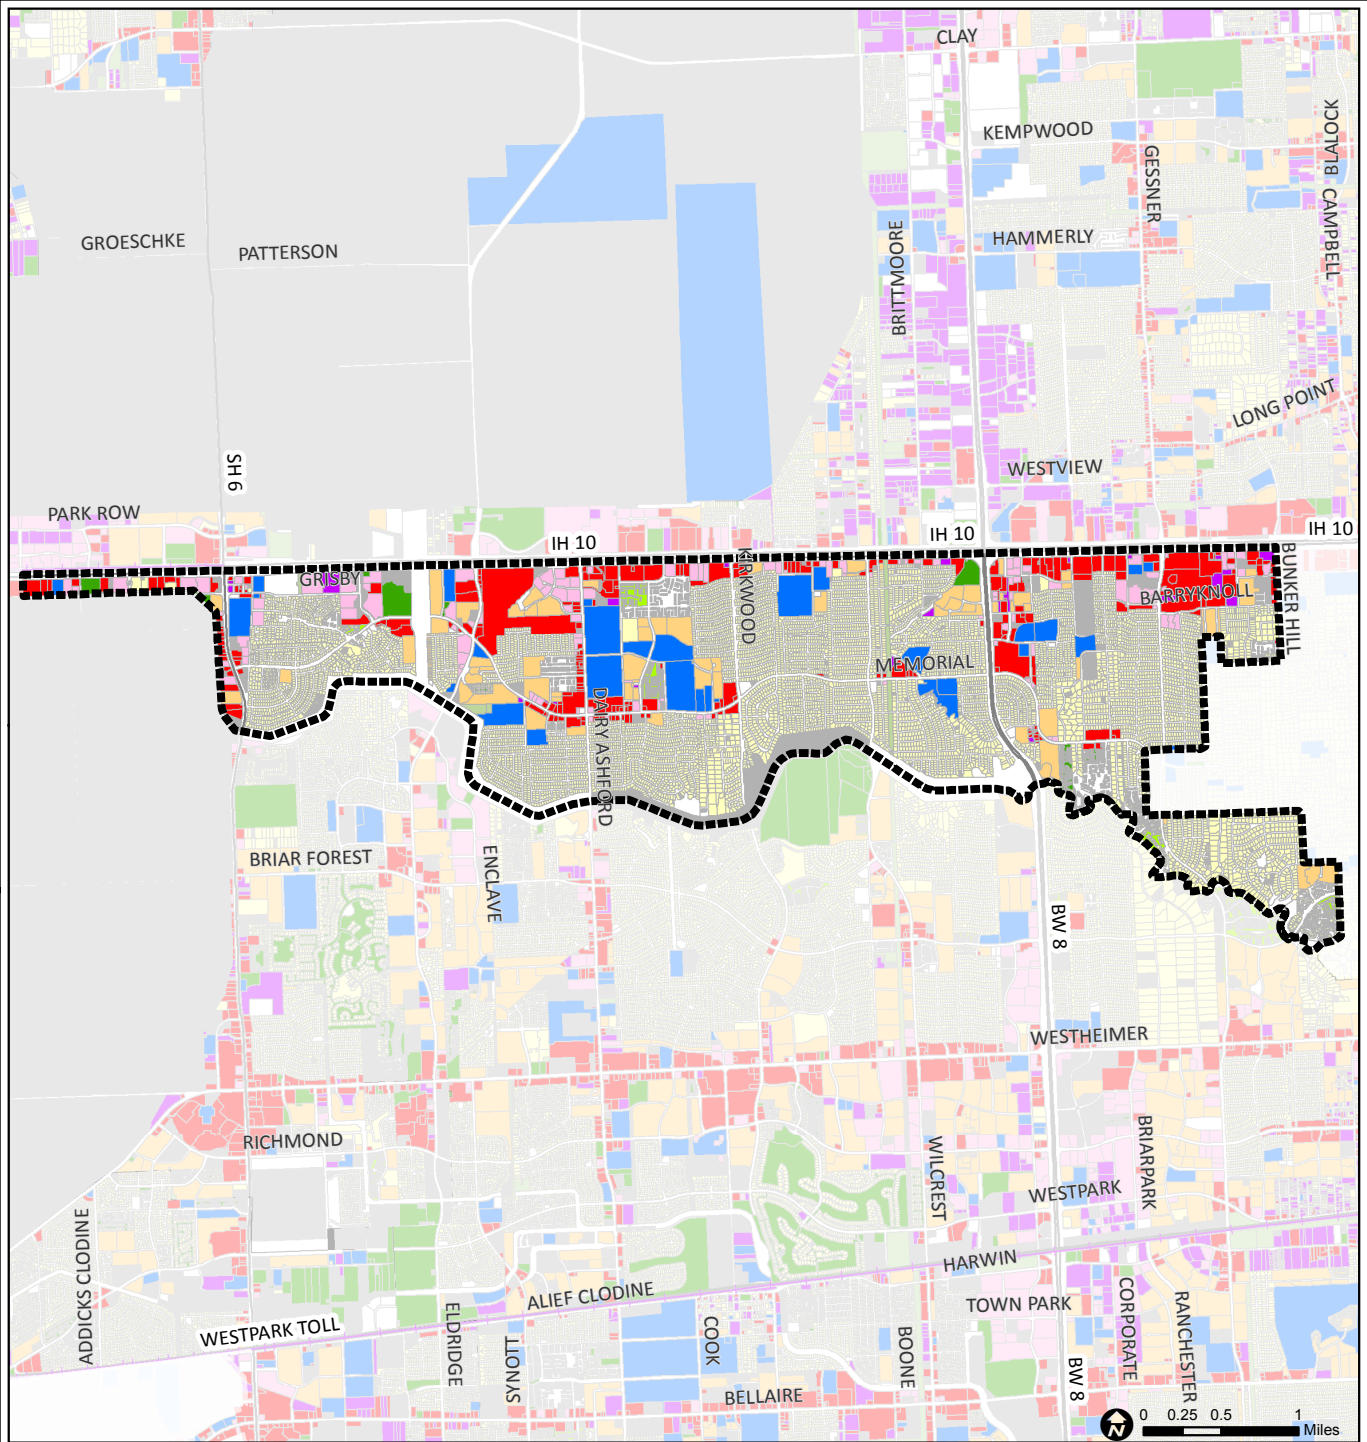 CLAY
KEMPWOOD
BLALOCK
GESSNER
CAMPBELL
GROESCHKE
PATTERSON
HAMMERLY
BRITTMOORE
LONG POINT
SH 6
WESTVIEW
PARK ROW
IH 10
IH 10
IH 10
KIRKWOOD
BUNKER HILL
GRISBY
BARRYKNOLL
MEMORIAL
DAIRY ASHFORD
BRIAR FOREST
ENCLAVE
BW 8
WESTHEIMER
RICHMOND
WILCREST
BRIARPARK
WESTPARK
ADDICKS CLODINE
HARWIN
ALIEF CLODINE
TOWN PARK
WESTPARK TOLL
ELDRIDGE
SYNOTT
COOK
BOONE
CORPORATE
RANCHESTER
BW 8
BELLAIRE
N
0 0.25 0.5 1
Miles